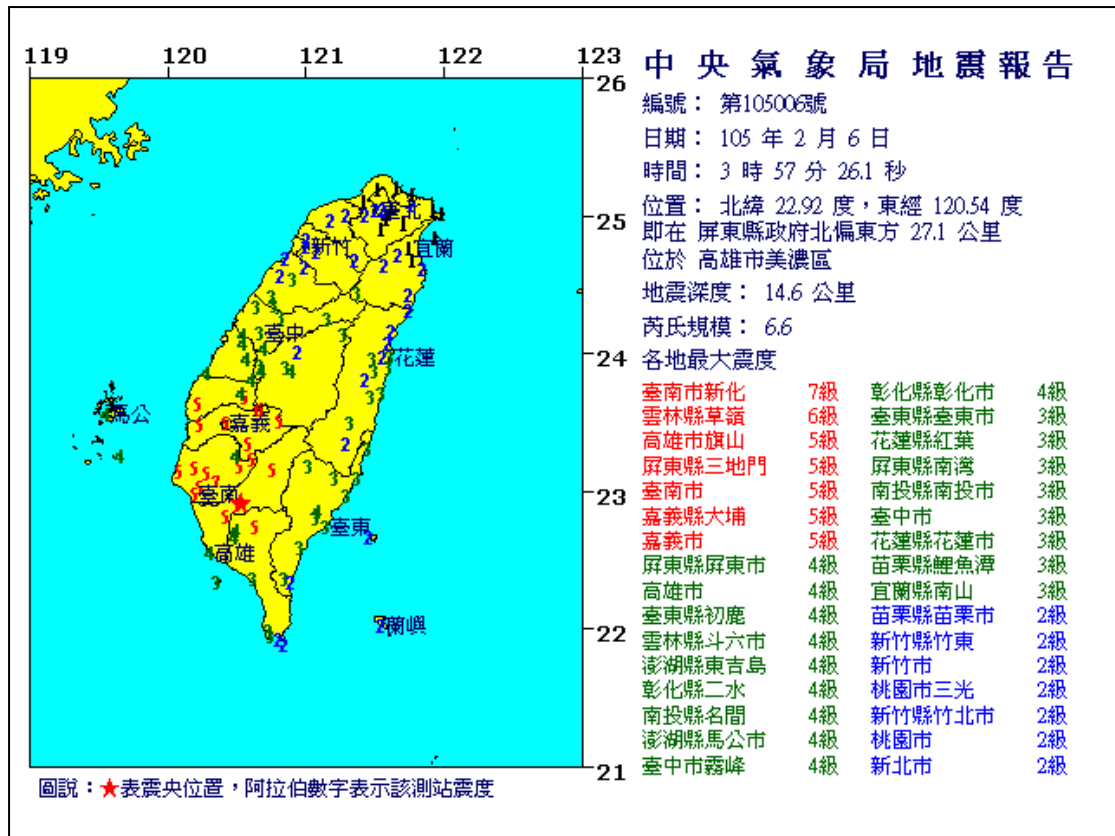 119 120 121 122 123
中央氣象局地震報告
26
編號： 第105006號
日期： 105 年 2 月 6 日
時間： 3 時 57 分 26.1 秒
位置： 北緯 22.92 度，東經 120.54 度
即在 屏東縣政府北偏東方 27.1 公里
位於 高雄市美濃區
地震深度： 14.6 公里
芮氏規模： 6.6
各地最大震度
臺南市新化 7級 彰化縣彰化市 4級
雲林縣草嶺 6級 臺東縣臺東市 3級
高雄市旗山 5級 花蓮縣紅葉 3級
屏東縣三地門 5級 屏東縣南灣 3級
臺南市 5級 南投縣南投市 3級
嘉義縣大埔 5級 臺中市 3級
嘉義市 5級 花蓮縣花蓮市 3級
屏東縣屏東市 4級 苗栗縣鯉魚潭 3級
高雄市 4級 宜蘭縣南山 3級
臺東縣初鹿 4級 苗栗縣苗栗市 2級
雲林縣斗六市 4級 新竹縣竹東 2級
澎湖縣東吉島 4級 新竹市 2級
彰化縣二水 4級 桃園市三光 2級
南投縣名間 4級 新竹縣竹北市 2級
澎湖縣馬公市 4級 桃園市 2級
臺中市霧峰 4級 新北市 2級
25
24
23
22
21
臺北
新竹
宜蘭
臺中
花蓮
馬公
嘉義
臺南
臺東
高雄
蘭嶼
圖說：★表震央位置，阿拉伯數字表示該測站震度